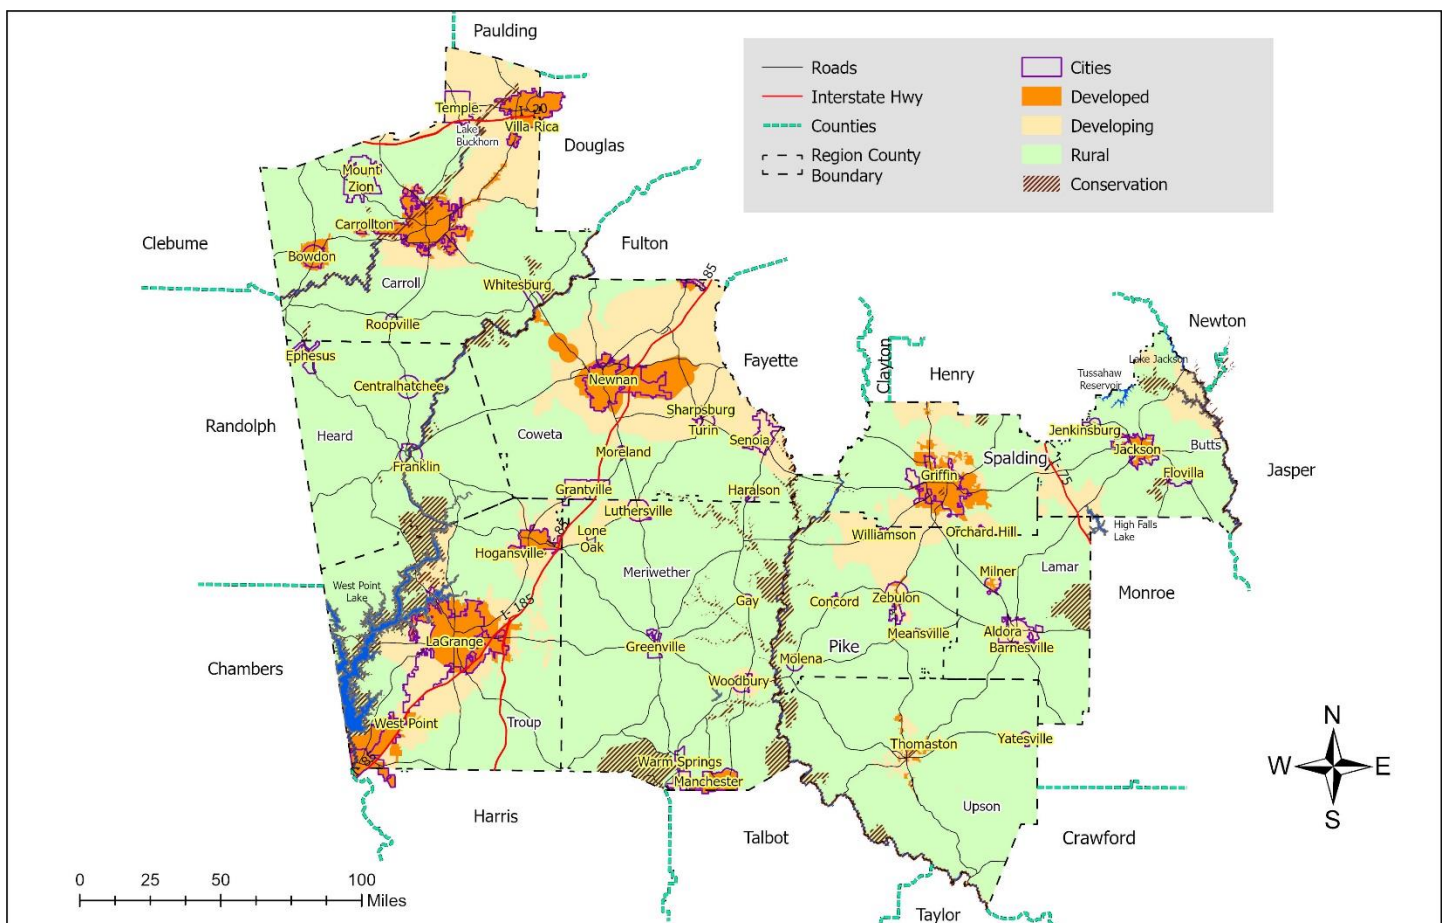 Paulding
Roads
Interstate Hwy
Counties
Region County
Boundary
Cities
Developed
Developing
Rural
Conservation
Temple
I-20
Lake
Buckhorn
Villa Rica
Douglas
Mount
Zion
Carrollton
Clebume
Bowdon
Fulton
Carroll
Whitesburg
I-85
Roopville
Newton
Ephesus
Fayette
Clayton
Henry
Lake Jackson
Tussahaw
Reservoir
Centralhatchee
Newnan
Randolph
Heard
Coweta
Sharpsburg
Turin
Senoia
Jenkinsburg
Butts
Jackson
Moreland
Spalding
I-75
Franklin
Griffin
Flovilla
Jasper
Grantville
Haralson
Luthersville
I-85
Lone
Oak
Hogansville
Williamson
Orchard Hill
High Falls
Lake
Meriwether
Lamar
West Point
Lake
Milner
Monroe
Gay
Concord
Zebulon
I-185
LaGrange
Greenville
Meansville
Aldora
Barnesville
Pike
Chambers
Molena
Woodbury
West Point
Troup
Thomaston
Yatesville
I-85
Warm Springs
Manchester
N
W
E
S
Harris
Talbot
Upson
Crawford
0 25 50 100
Miles
Taylor